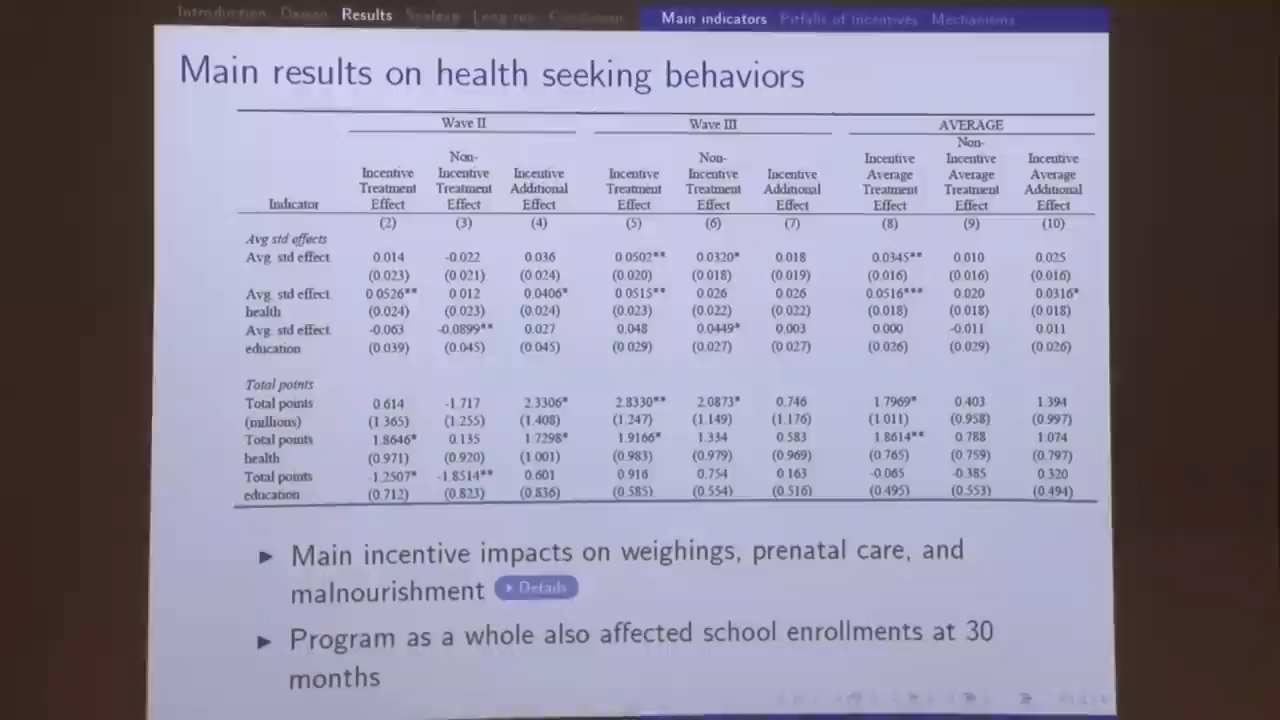 Introduction Design Results Scaleup Long-run Conclusion Main indicators Pitfalls of Incentives Mechanisms
Main results on health seeking behaviors
Wave II Wave III AVERAGE
Indicator Incentive Treatment Effect Non-Incentive Treatment Effect Incentive Additional Effect Incentive Treatment Effect Non-Incentive Treatment Effect Incentive Additional Effect Incentive Average Treatment Effect Non-Incentive Average Treatment Effect Incentive Average Additional Effect
(2) (3) (4) (5) (6) (7) (8) (9) (10)
Avg std effects
Avg. std effect 0.014 -0.022 0.036 0.0502** 0.0320* 0.018 0.0345** 0.010 0.025
(0.023) (0.021) (0.024) (0.020) (0.018) (0.019) (0.016) (0.016) (0.016)
Avg. std effect 0.0526** 0.012 0.0406* 0.0515** 0.026 0.026 0.0516*** 0.020 0.0316*
health (0.024) (0.023) (0.024) (0.023) (0.022) (0.022) (0.018) (0.018) (0.018)
Avg. std effect -0.063 -0.0899** 0.027 0.048 0.0449* 0.003 0.000 -0.011 0.011
education (0.039) (0.045) (0.045) (0.029) (0.027) (0.027) (0.026) (0.029) (0.026)
Total points
Total points 0.614 -1.717 2.3306* 2.8330** 2.0873* 0.746 1.7969* 0.403 1.394
(millions) (1.365) (1.255) (1.408) (1.247) (1.149) (1.176) (1.011) (0.958) (0.997)
Total points 1.8646* 0.135 1.7298* 1.9166* 1.334 0.583 1.8614** 0.788 1.074
health (0.971) (0.920) (1.001) (0.983) (0.979) (0.969) (0.765) (0.759) (0.797)
Total points -1.2507* -1.8514** 0.601 0.916 0.754 0.163 -0.065 -0.385 0.320
education (0.712) (0.823) (0.836) (0.585) (0.554) (0.516) (0.495) (0.553) (0.494)
► Main incentive impacts on weighings, prenatal care, and
malnourishment ► Details
► Program as a whole also affected school enrollments at 30
months